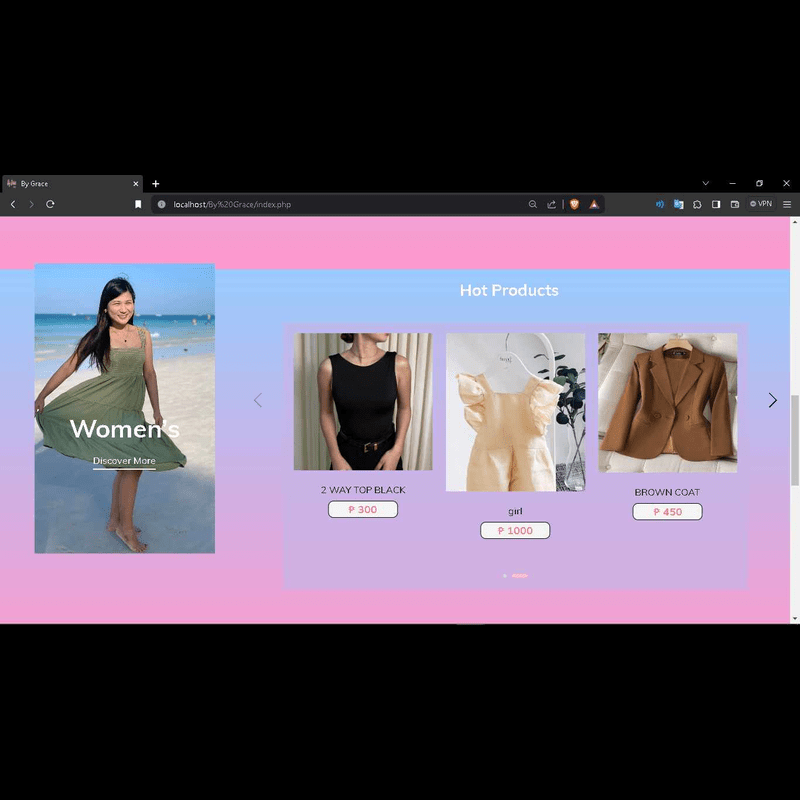 By Grace
localhost/By%20Grace/index.php
VPN
Hot Products
Women's
Discover More
2 WAY TOP BLACK
₱ 300
girl
₱ 1000
BROWN COAT
₱ 450